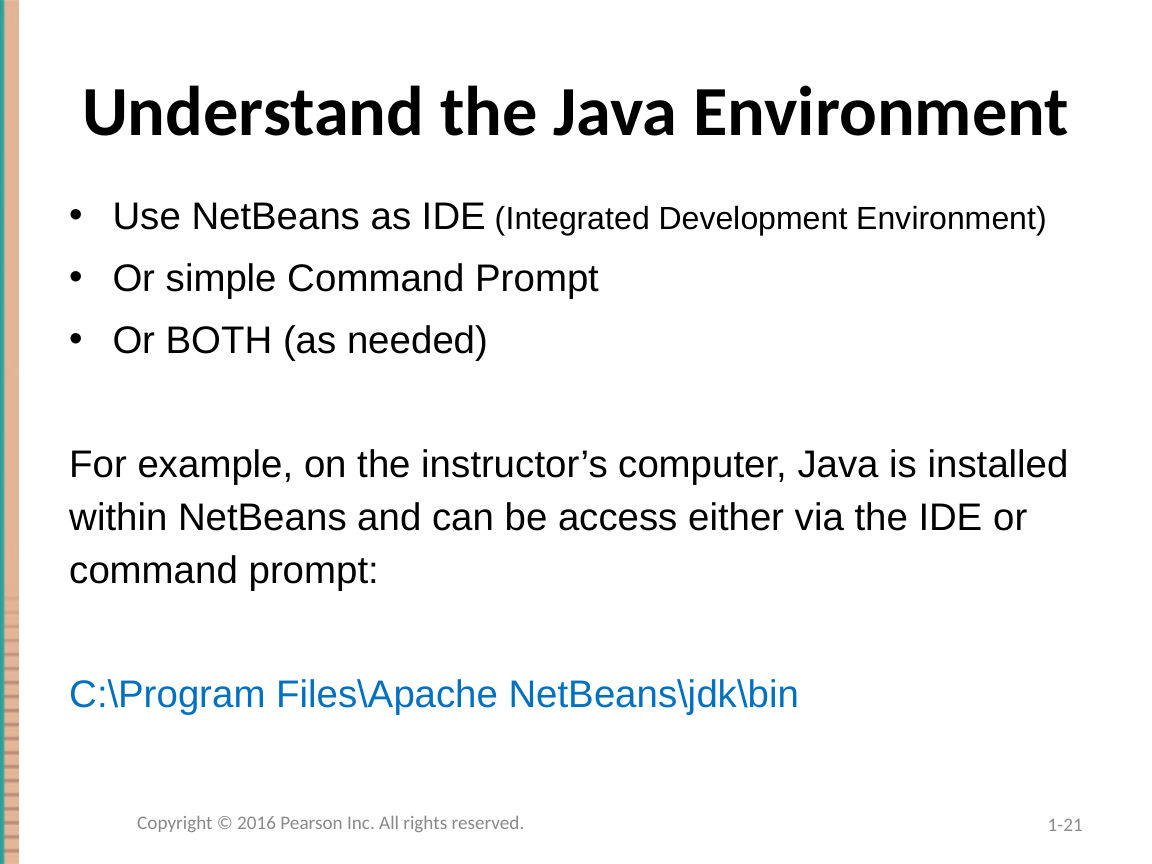 Understand the Java Environment
• Use NetBeans as IDE (Integrated Development Environment)
• Or simple Command Prompt
• Or BOTH (as needed)
For example, on the instructor’s computer, Java is installed
within NetBeans and can be access either via the IDE or
command prompt:
C:\Program Files\Apache NetBeans\jdk\bin
Copyright © 2016 Pearson Inc. All rights reserved.
1-21